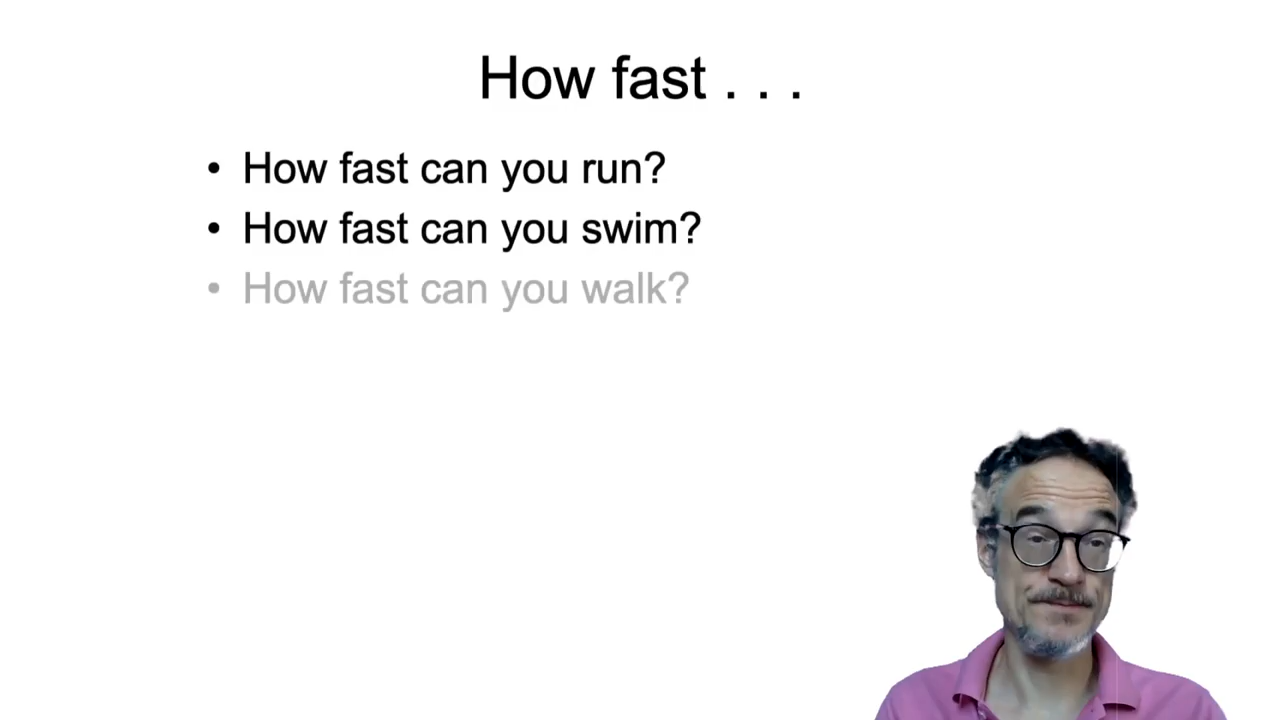 How fast . . .
• How fast can you run?
• How fast can you swim?
• How fast can you walk?